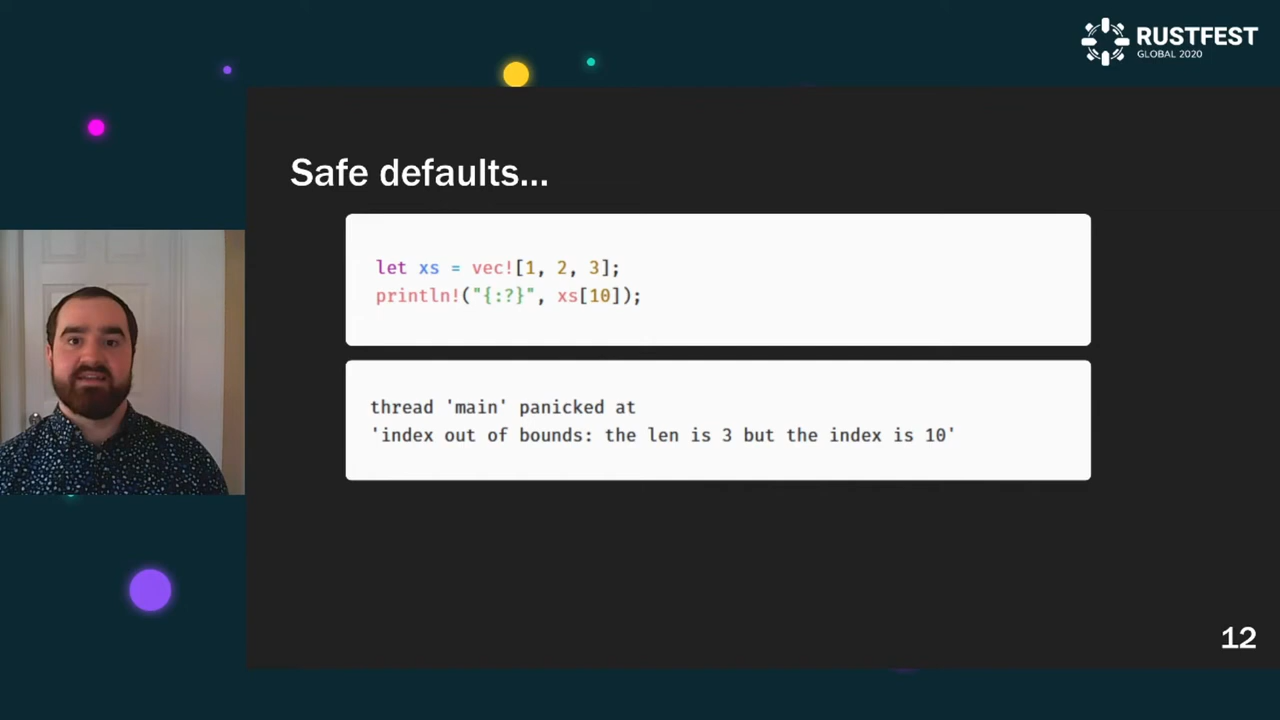 RUSTFEST
GLOBAL 2020
Safe defaults...
let xs = vec![1, 2, 3];
println!("{:?}", xs[10]);
thread 'main' panicked at
'index out of bounds: the len is 3 but the index is 10'
12